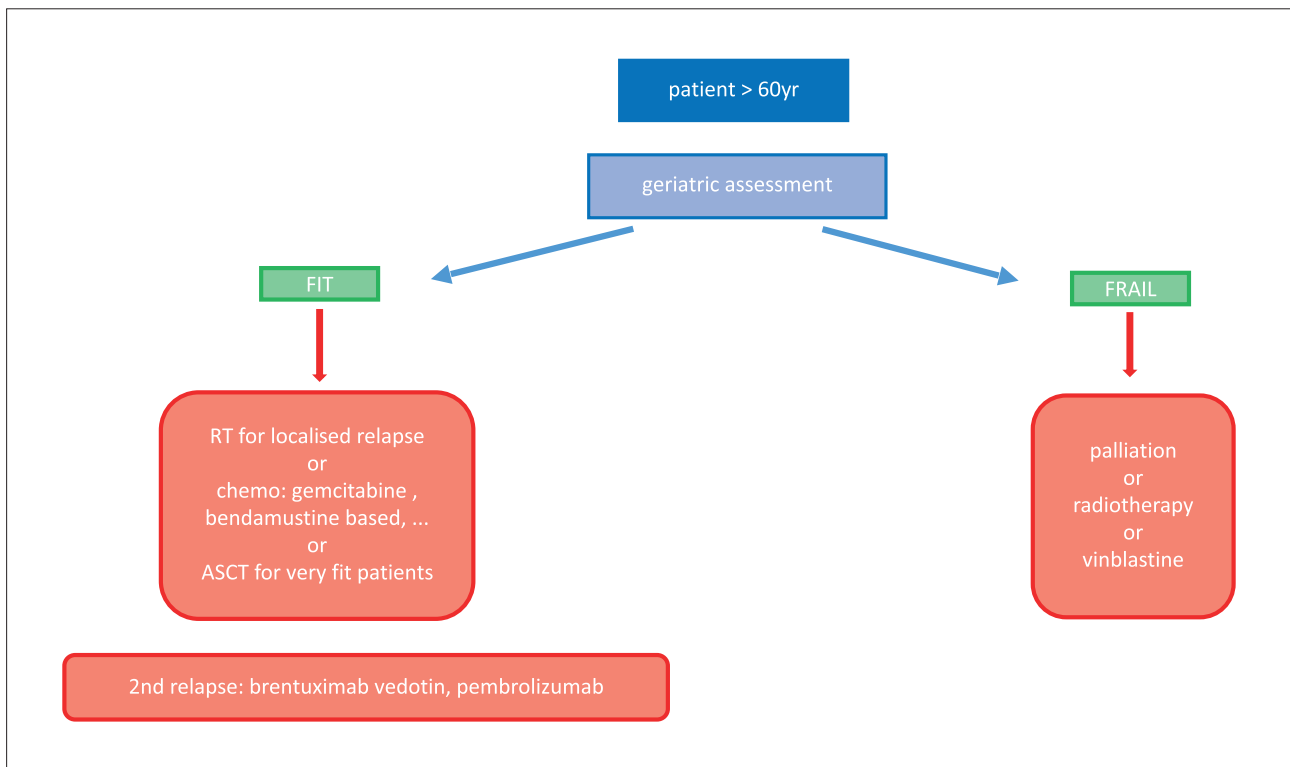 patient > 60yr
geriatric assessment
FIT
FRAIL
RT for localised relapse
or
chemo: gemcitabine ,
bendamustine based, ...
or
ASCT for very fit patients
palliation
or
radiotherapy
or
vinblastine
2nd relapse: brentuximab vedotin, pembrolizumab